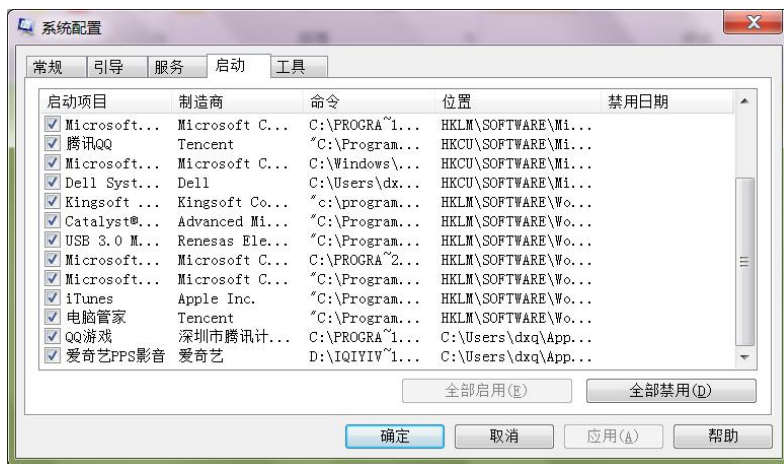 系统配置
常规 引导 服务 启动 工具
启动项目 制造商 命令 位置 禁用日期
Microsoft... Microsoft C... C:\PROGRA~1... HKLM\SOFTWARE\Mi...
腾讯QQ Tencent "C:\Program... HKCU\SOFTWARE\Mi...
Microsoft... Microsoft C... C:\Windows\... HKCU\SOFTWARE\Mi...
Dell Syst... Dell C:\Users\dx... HKCU\SOFTWARE\Mi...
Kingsoft ... Kingsoft Co... "c:\program... HKLM\SOFTWARE\Wo...
Catalyst®... Advanced Mi... "C:\Program... HKLM\SOFTWARE\Wo...
USB 3.0 M... Renesas Ele... "C:\Program... HKLM\SOFTWARE\Wo...
Microsoft... Microsoft C... C:\PROGRA~2... HKLM\SOFTWARE\Wo...
Microsoft... Microsoft C... "C:\Program... HKLM\SOFTWARE\Wo...
iTunes Apple Inc. "C:\Program... HKLM\SOFTWARE\Wo...
电脑管家 Tencent "C:\Program... HKLM\SOFTWARE\Wo...
QQ游戏 深圳市腾讯计... C:\PROGRA~1... C:\Users\dxq\App...
爱奇艺PPS影音 爱奇艺 D:\IQIYIV~1... C:\Users\dxq\App...
全部启用(E) 全部禁用(D)
确定 取消 应用(A) 帮助